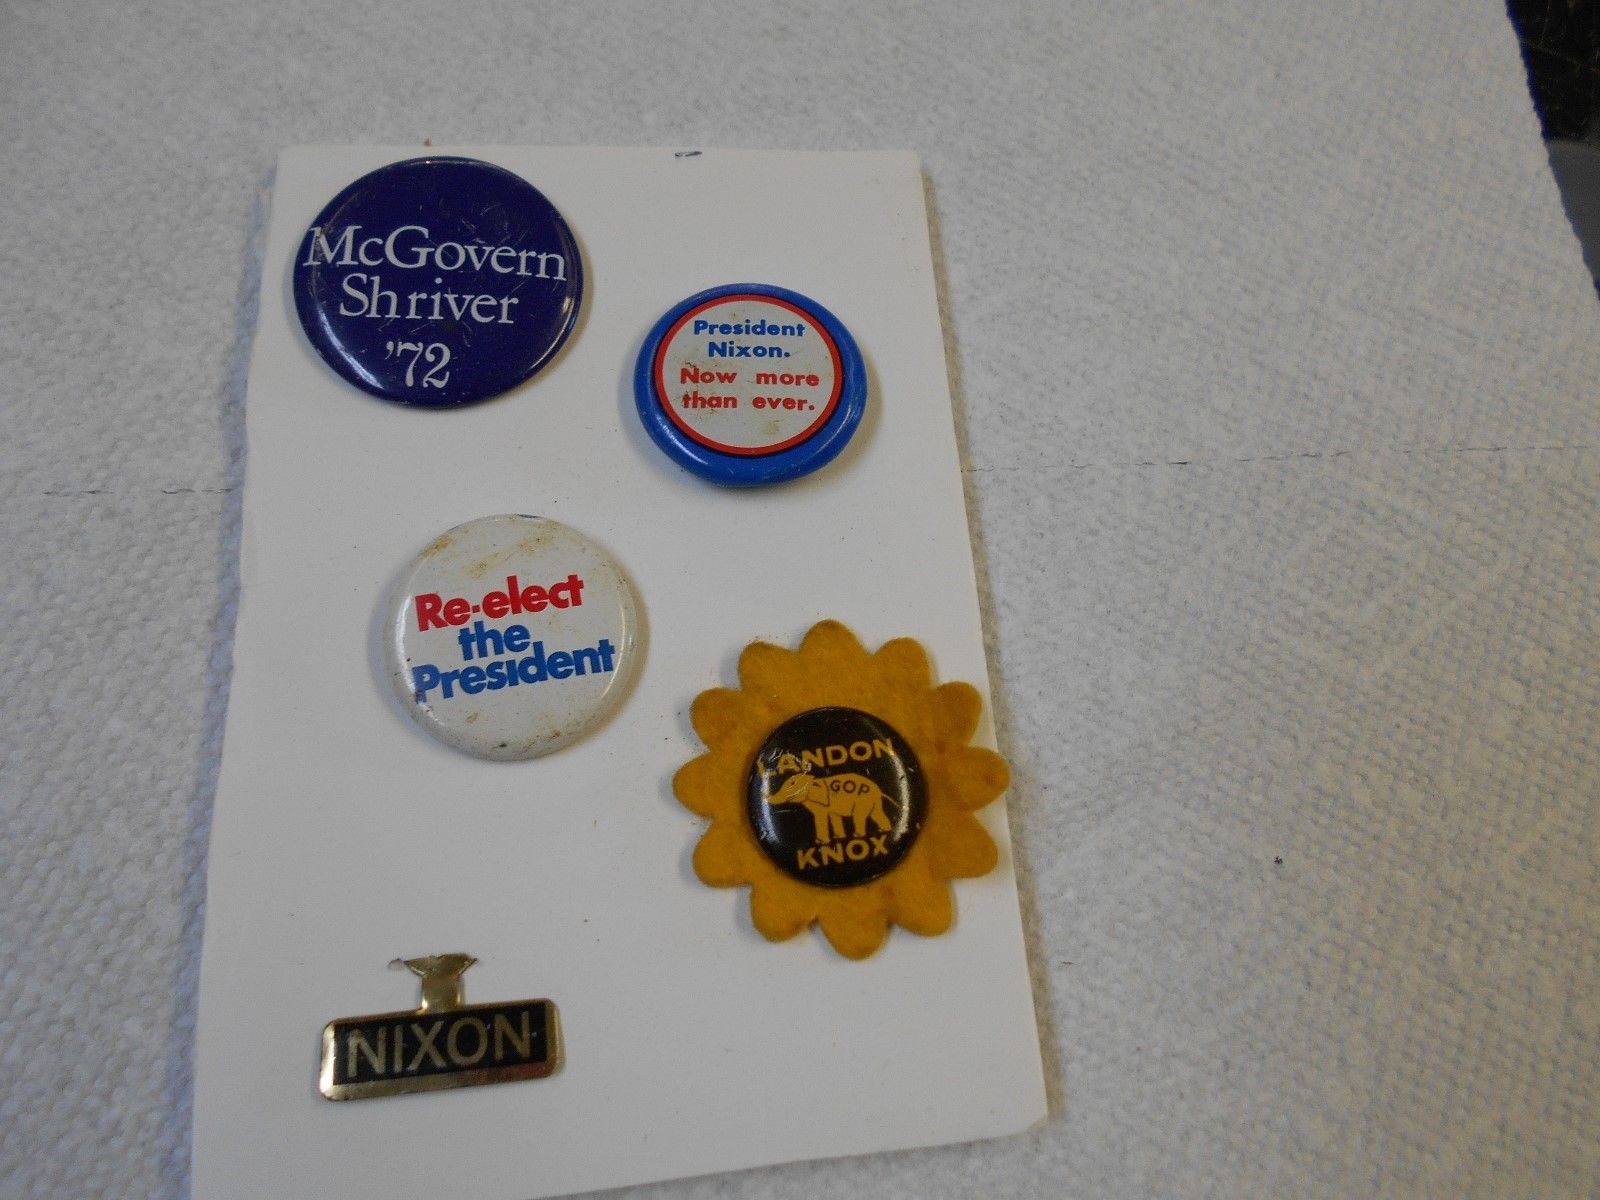 McGovern
Shriver
'72
President
Nixon.
Now more
than ever.
Re-elect
the
President
LANDON
GOP
KNOX
NIXON